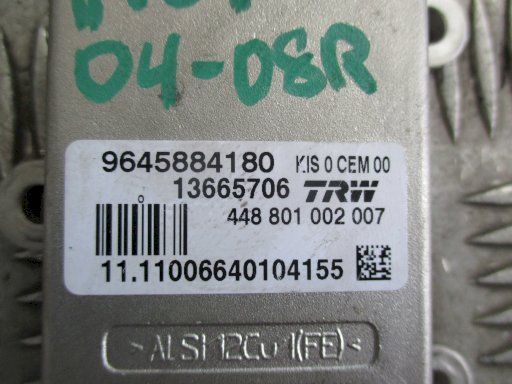 04-08R
9645884180 KIS 0 CEM 00
13665706 TRW
448 801 002 007
11.11006640104155
>ALSI12Cu1(FE)<